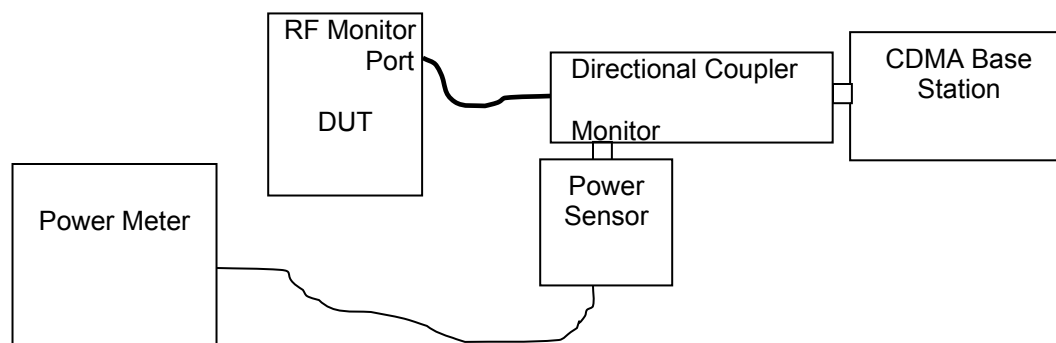 RF Monitor
Port
DUT
Directional Coupler
Monitor
CDMA Base
Station
Power
Sensor
Power Meter